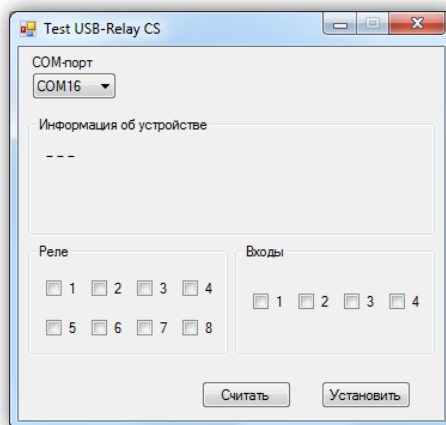 Test USB-Relay CS
COM-порт
COM16
Информация об устройстве
---
Реле
1 2 3 4
5 6 7 8
Входы
1 2 3 4
Считать Установить